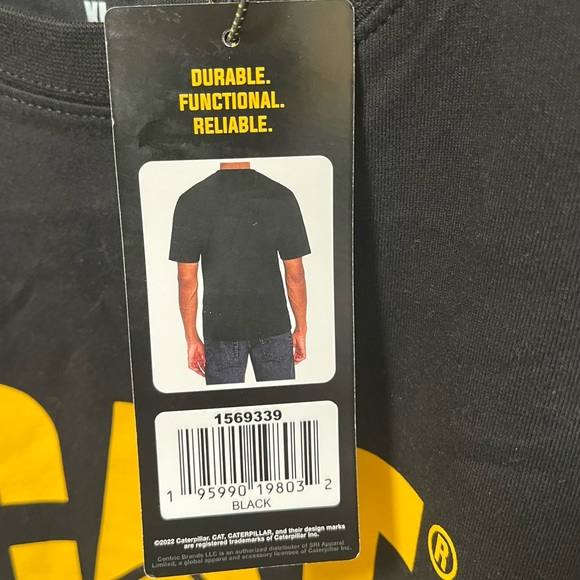 DURABLE.
FUNCTIONAL.
RELIABLE.
1569339
1 95990 19803 2
BLACK
©2022 Caterpillar. CAT, CATERPILLAR, and their design marks
are registered trademarks of Caterpillar Inc.
Centric Brands LLC is an authorized distributor of SRI Apparel
Limited, a global apparel and accessory licensee of Caterpillar Inc.
CAT®